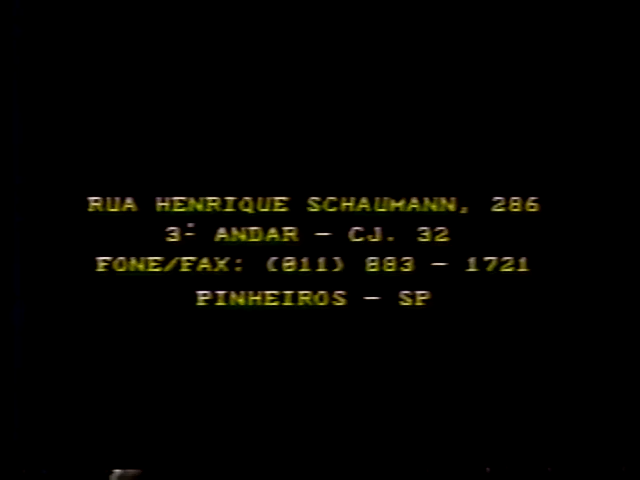 RUA HENRIQUE SCHAUMANN, 286
3º ANDAR - CJ. 32
FONE/FAX: (011) 883 - 1721
PINHEIROS - SP